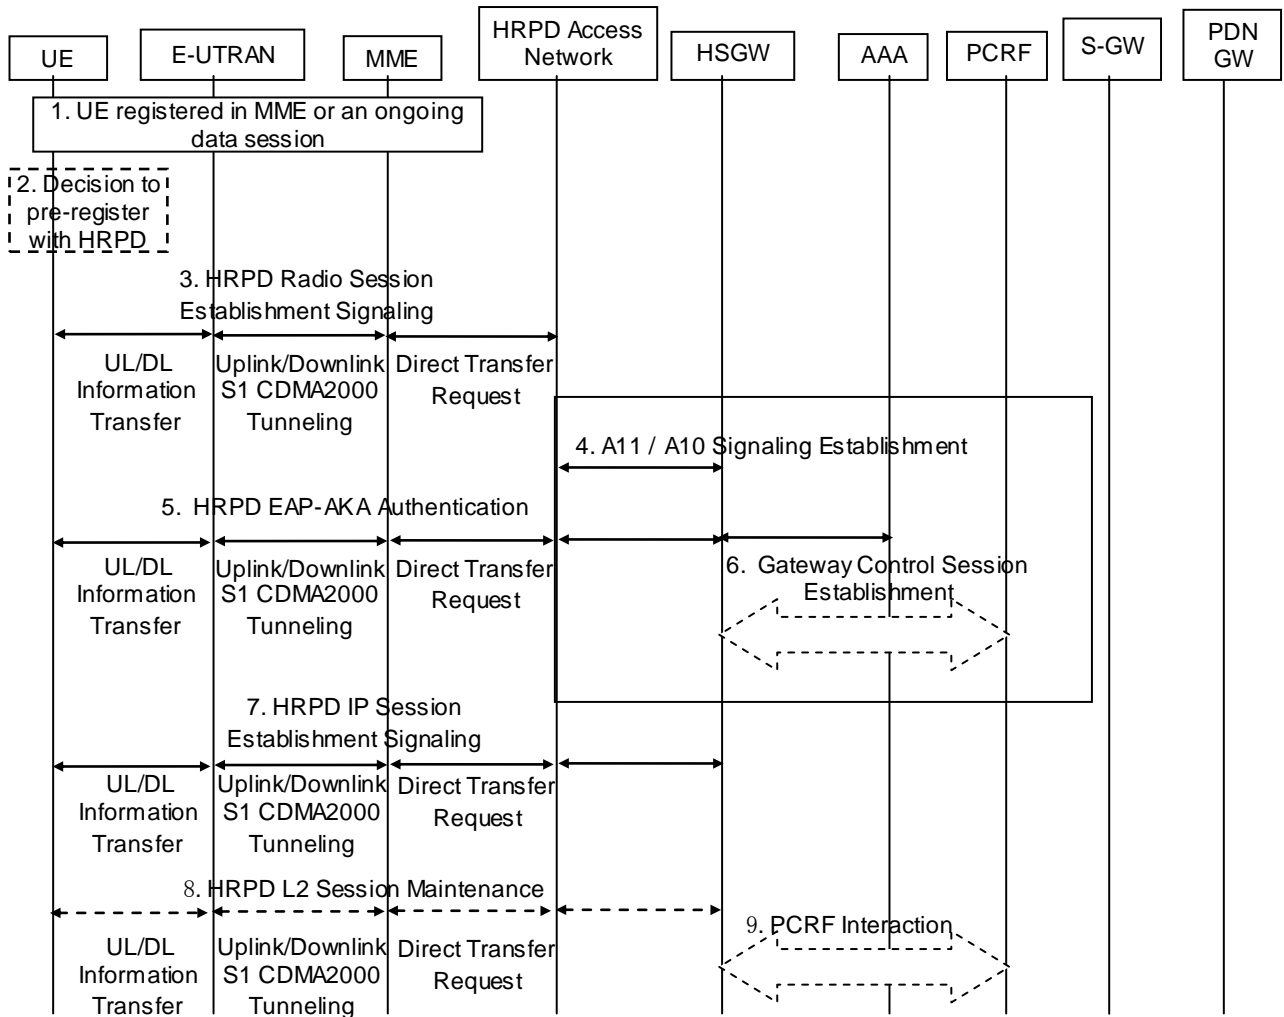 UE
E-UTRAN
MME
HRPD Access
Network
HSGW
AAA
PCRF
S-GW
PDN
GW
1. UE registered in MME or an ongoing
data session
2. Decision to
pre-register
with HRPD
3. HRPD Radio Session
Establishment Signaling
UL/DL
Information
Transfer
Uplink/Downlink
S1 CDMA2000
Tunneling
Direct Transfer
Request
4. A11 / A10 Signaling Establishment
5. HRPD EAP-AKA Authentication
UL/DL
Information
Transfer
Uplink/Downlink
S1 CDMA2000
Tunneling
Direct Transfer
Request
6. Gateway Control Session
Establishment
7. HRPD IP Session
Establishment Signaling
UL/DL
Information
Transfer
Uplink/Downlink
S1 CDMA2000
Tunneling
Direct Transfer
Request
8. HRPD L2 Session Maintenance
UL/DL
Information
Transfer
Uplink/Downlink
S1 CDMA2000
Tunneling
Direct Transfer
Request
9. PCRF Interaction